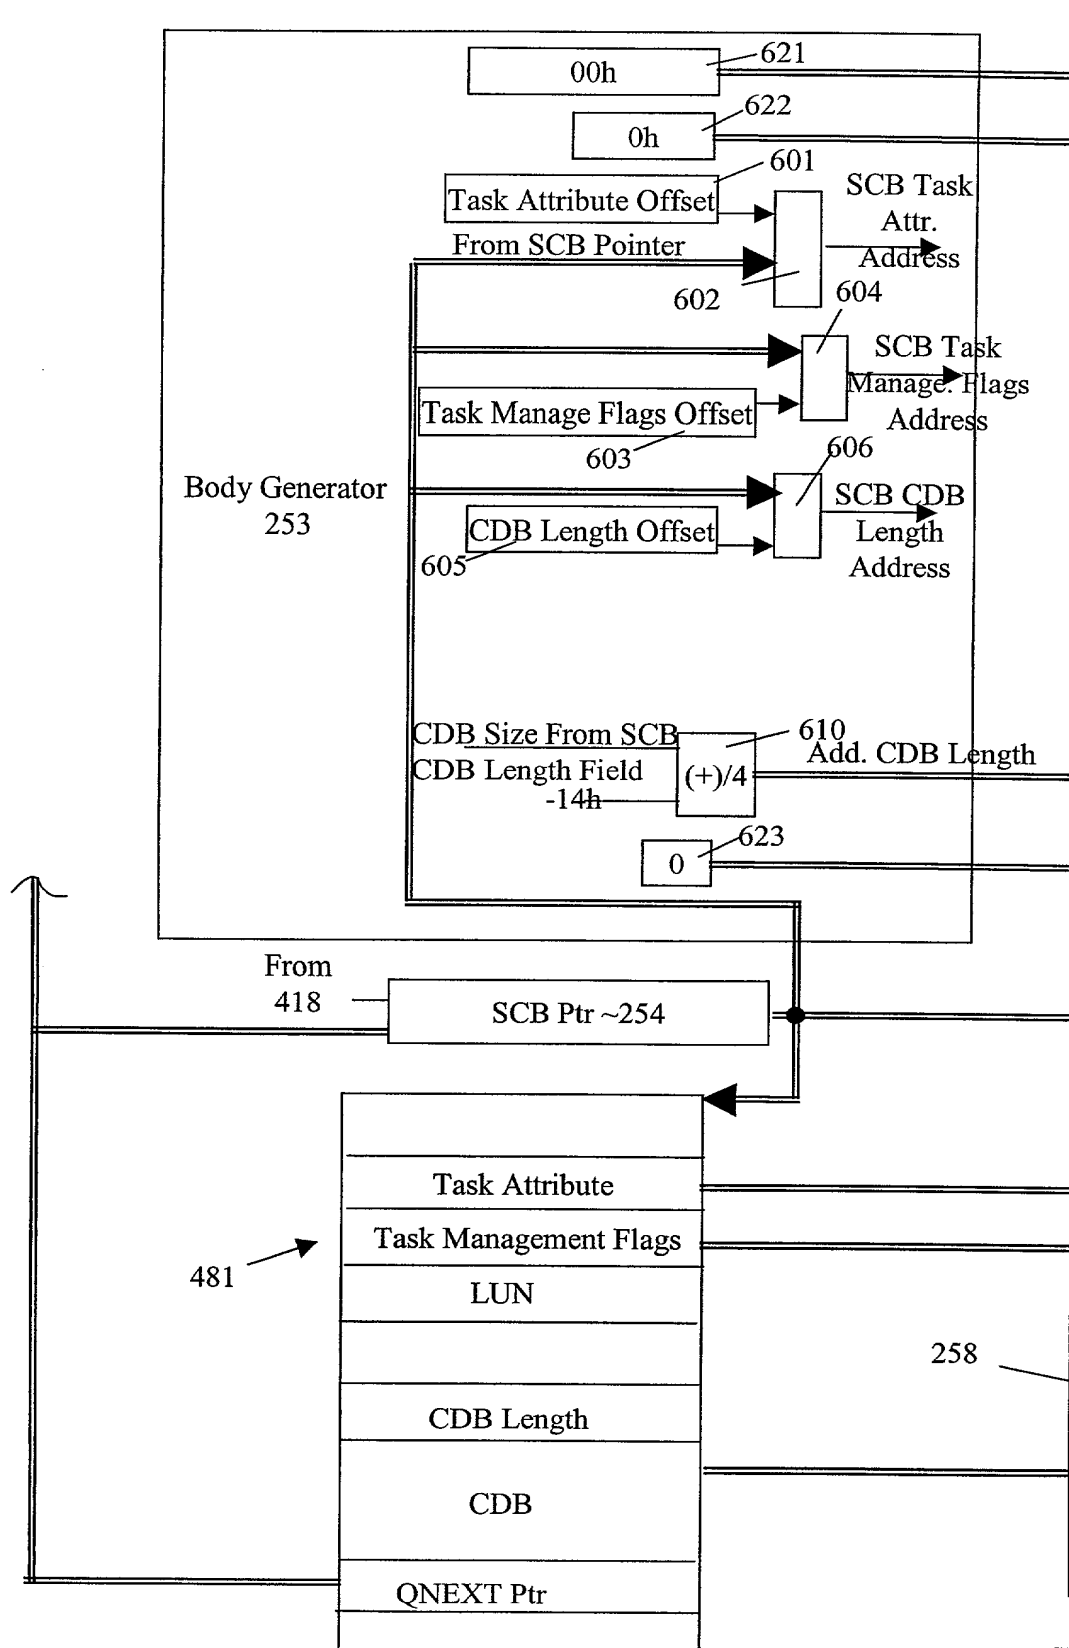 621
00h
622
0h
601
Task Attribute Offset
SCB Task
Attr.
Address
From SCB Pointer
602
604
SCB Task
Manage. Flags
Address
Task Manage Flags Offset
603
606
Body Generator
253
SCB CDB
Length
Address
CDB Length Offset
605
610
CDB Size From SCB
CDB Length Field
-14h
(+)/4
Add. CDB Length
623
0
From
418
SCB Ptr ~254
Task Attribute
Task Management Flags
481
LUN
258
CDB Length
CDB
QNEXT Ptr